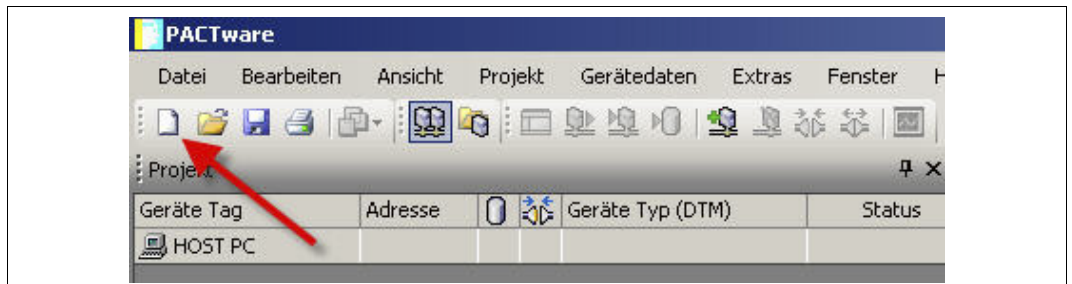 PACTware
Datei Bearbeiten Ansicht Projekt Gerätedaten Extras Fenster
Projekt
Geräte Tag Adresse Geräte Typ (DTM) Status
HOST PC